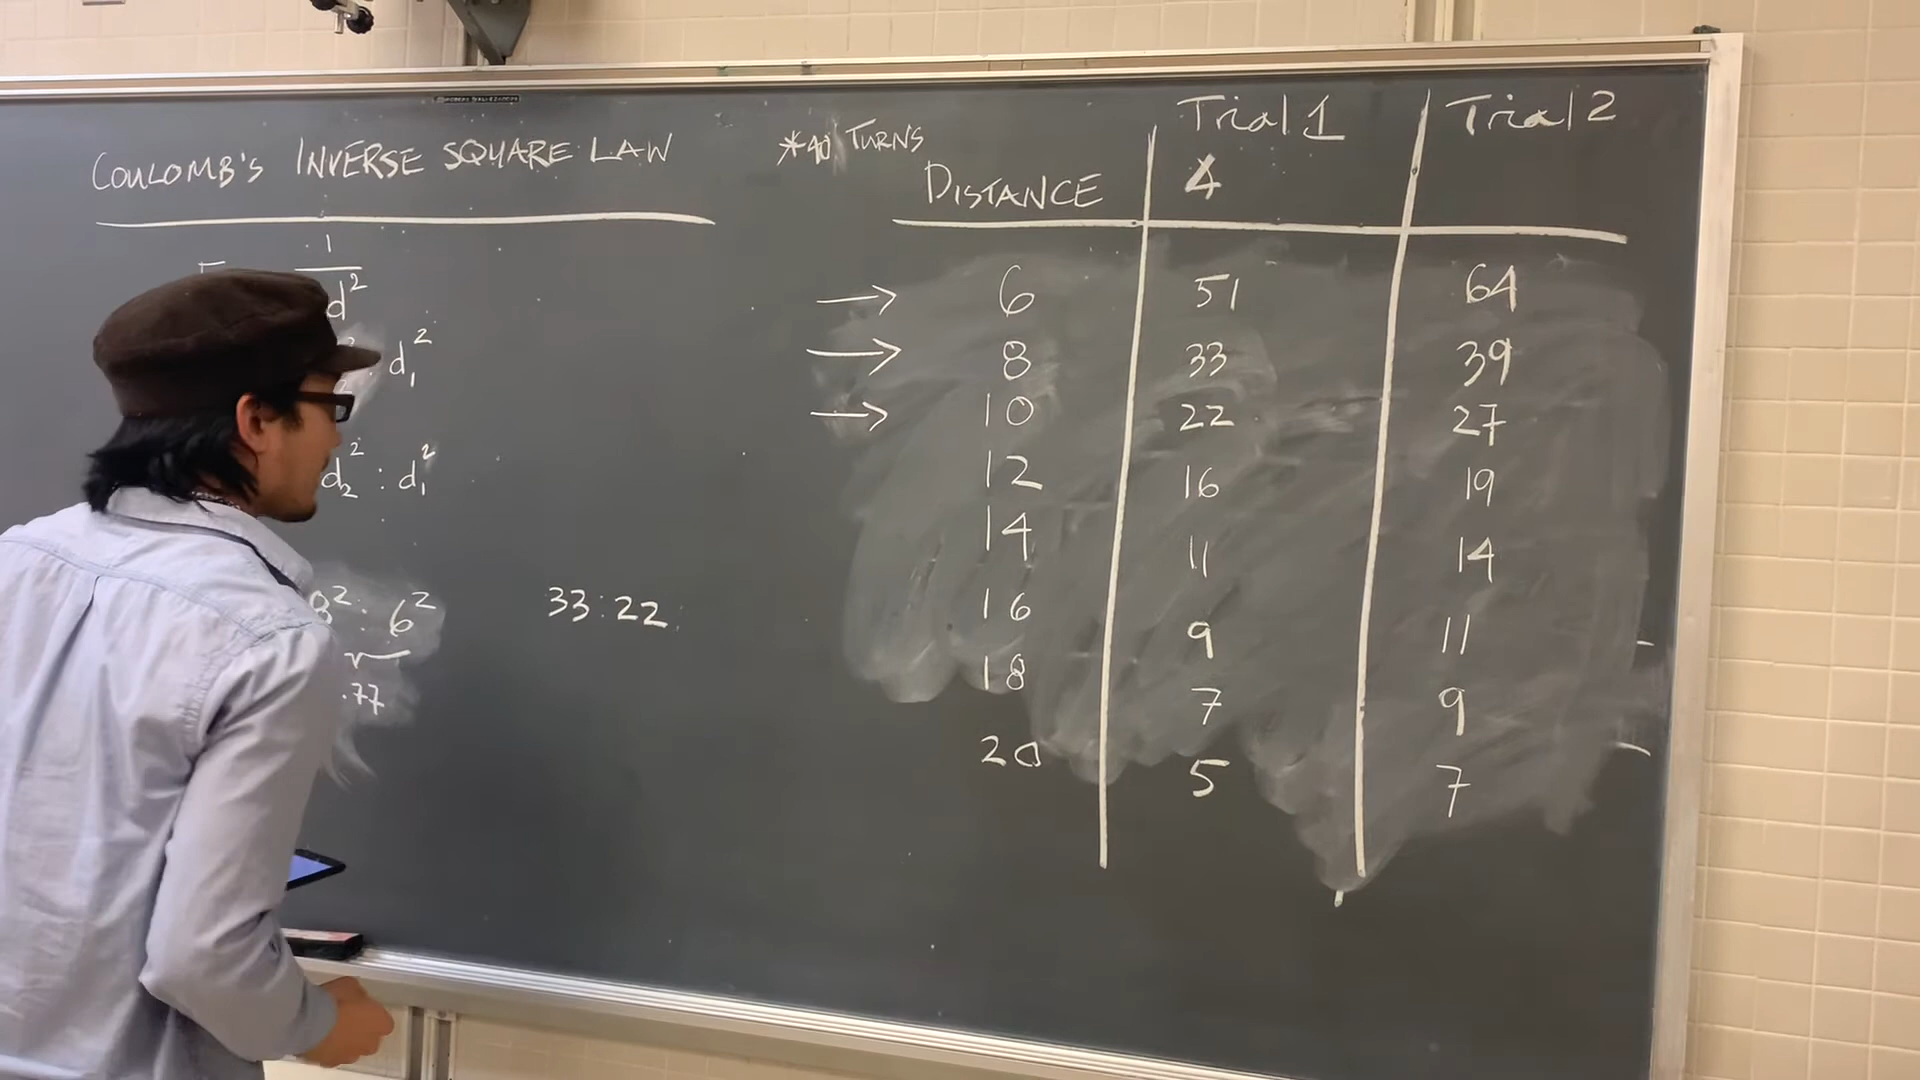 COULOMB'S INVERSE SQUARE LAW
1
d²
d₁²
d₂² : d₁²
8² : 6²
.77
33:22
*40 TURNS
DISTANCE Trial 1 Trial 2
4
→ 6 51 64
→ 8 33 39
→ 10 22 27
12 16 19
14 11 14
16 9 11
18 7 9
20 5 7